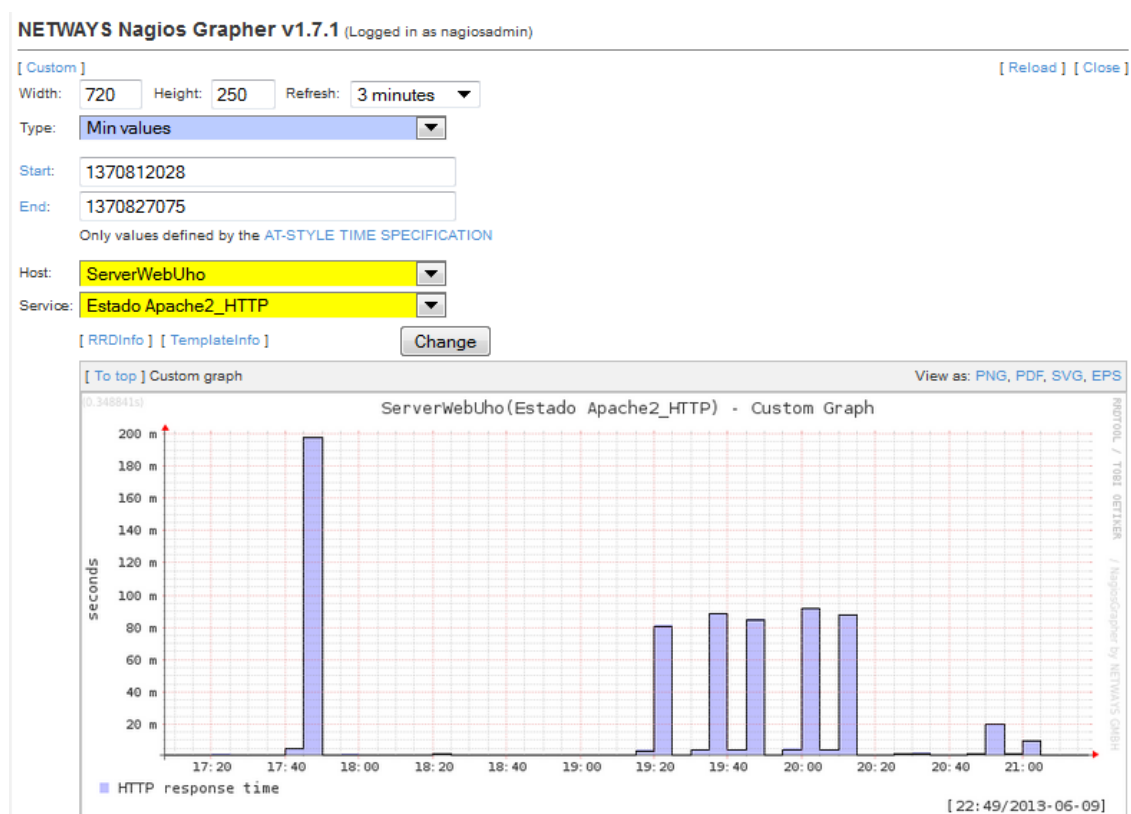 NETWAYS Nagios Grapher v1.7.1 (Logged in as nagiosadmin)
[ Custom ] [ Reload ] [ Close ]
Width: 720 Height: 250 Refresh: 3 minutes
Type: Min values
Start: 1370812028
End: 1370827075
Only values defined by the AT-STYLE TIME SPECIFICATION
Host: ServerWebUho
Service: Estado Apache2_HTTP
[ RRDInfo ] [ TemplateInfo ] Change
[ To top ] Custom graph View as: PNG, PDF, SVG, EPS
(0.348841s)
ServerWebUho(Estado Apache2_HTTP) - Custom Graph
seconds
200 m
180 m
160 m
140 m
120 m
100 m
80 m
60 m
40 m
20 m
17:20 17:40 18:00 18:20 18:40 19:00 19:20 19:40 20:00 20:20 20:40 21:00
HTTP response time
[22:49/2013-06-09]
RRDTOOL / TOBI OETIKER / NagiosGrapher by NETWAYS GMBH